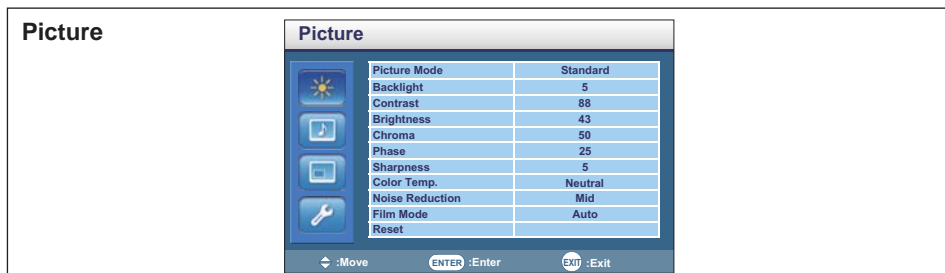 Picture
Picture
Picture Mode Standard
Backlight 5
Contrast 88
Brightness 43
Chroma 50
Phase 25
Sharpness 5
Color Temp. Neutral
Noise Reduction Mid
Film Mode Auto
Reset
:Move ENTER :Enter EXIT :Exit